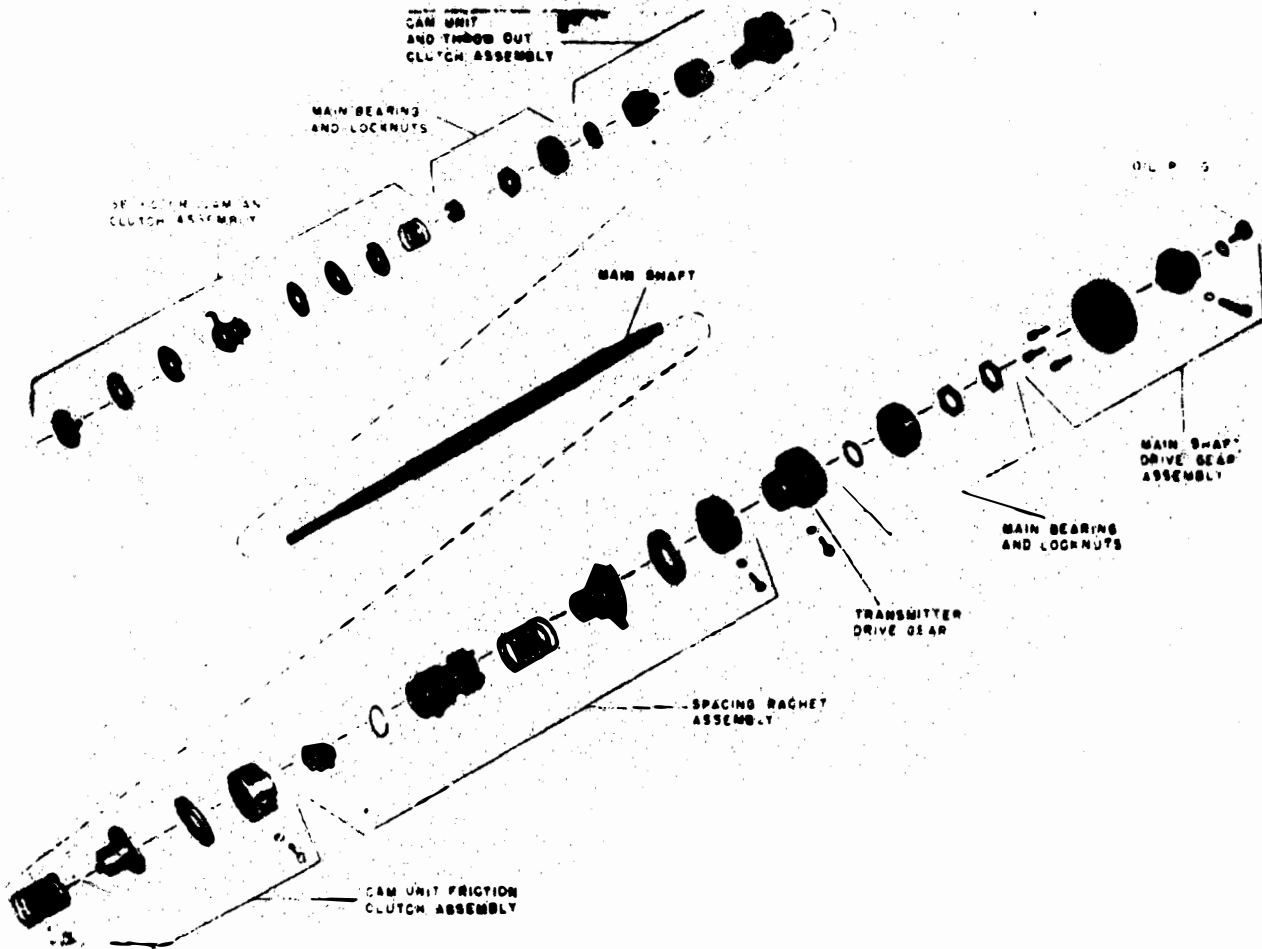 CAM UNIT
AND THROW OUT
CLUTCH ASSEMBLY
MAIN BEARING
AND LOCKNUTS
CLUTCH ASSEMBLY
MAIN SHAFT
OIL
MAIN SHAFT
DRIVE GEAR
ASSEMBLY
MAIN BEARING
AND LOCKNUTS
TRANSMITTER
DRIVE GEAR
SPACING RACHET
ASSEMBLY
CAM UNIT FRICTION
CLUTCH ASSEMBLY